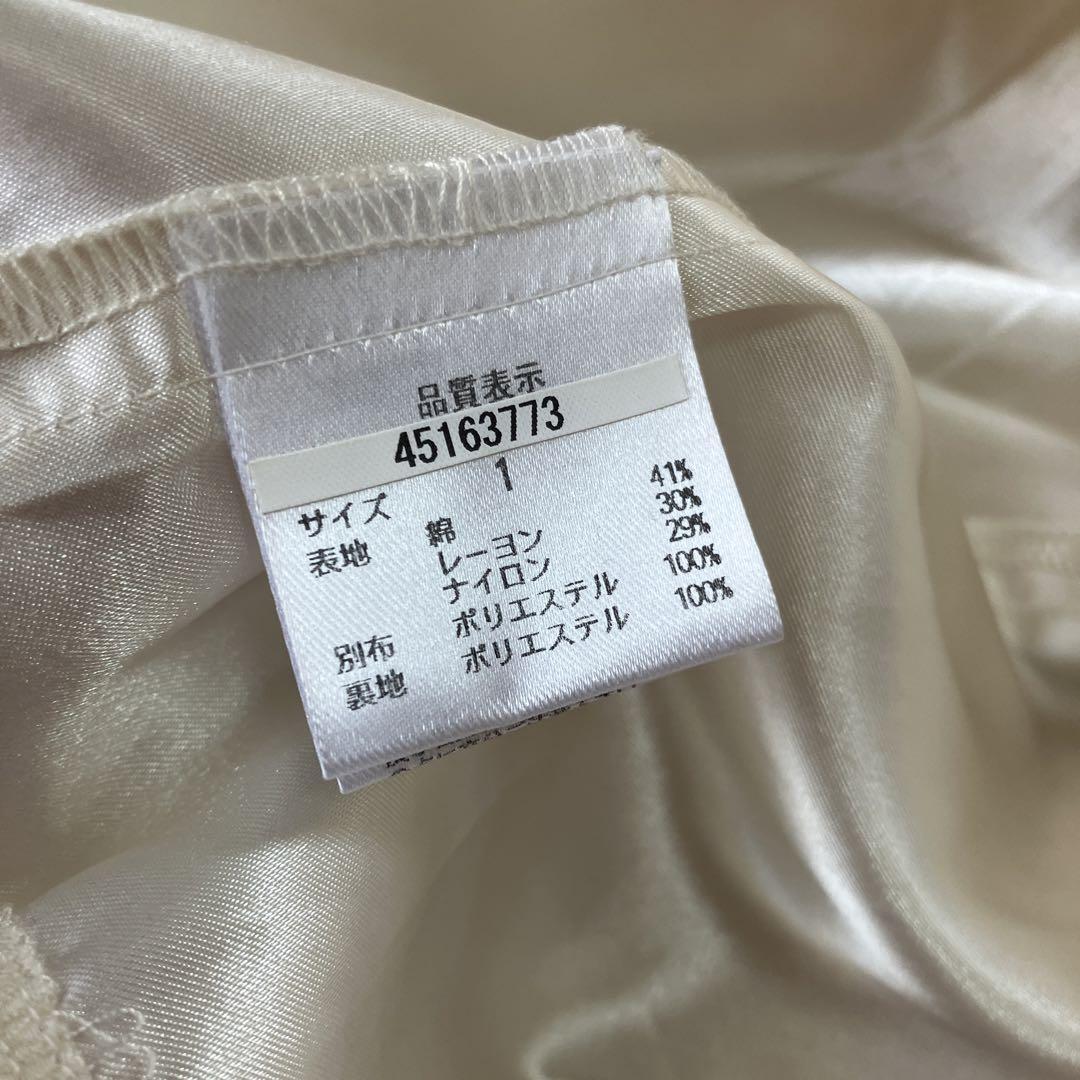 品質表示
45163773
サイズ 1
表地 綿 41%
レーヨン 30%
ナイロン 29%
別布 ポリエステル 100%
裏地 ポリエステル 100%